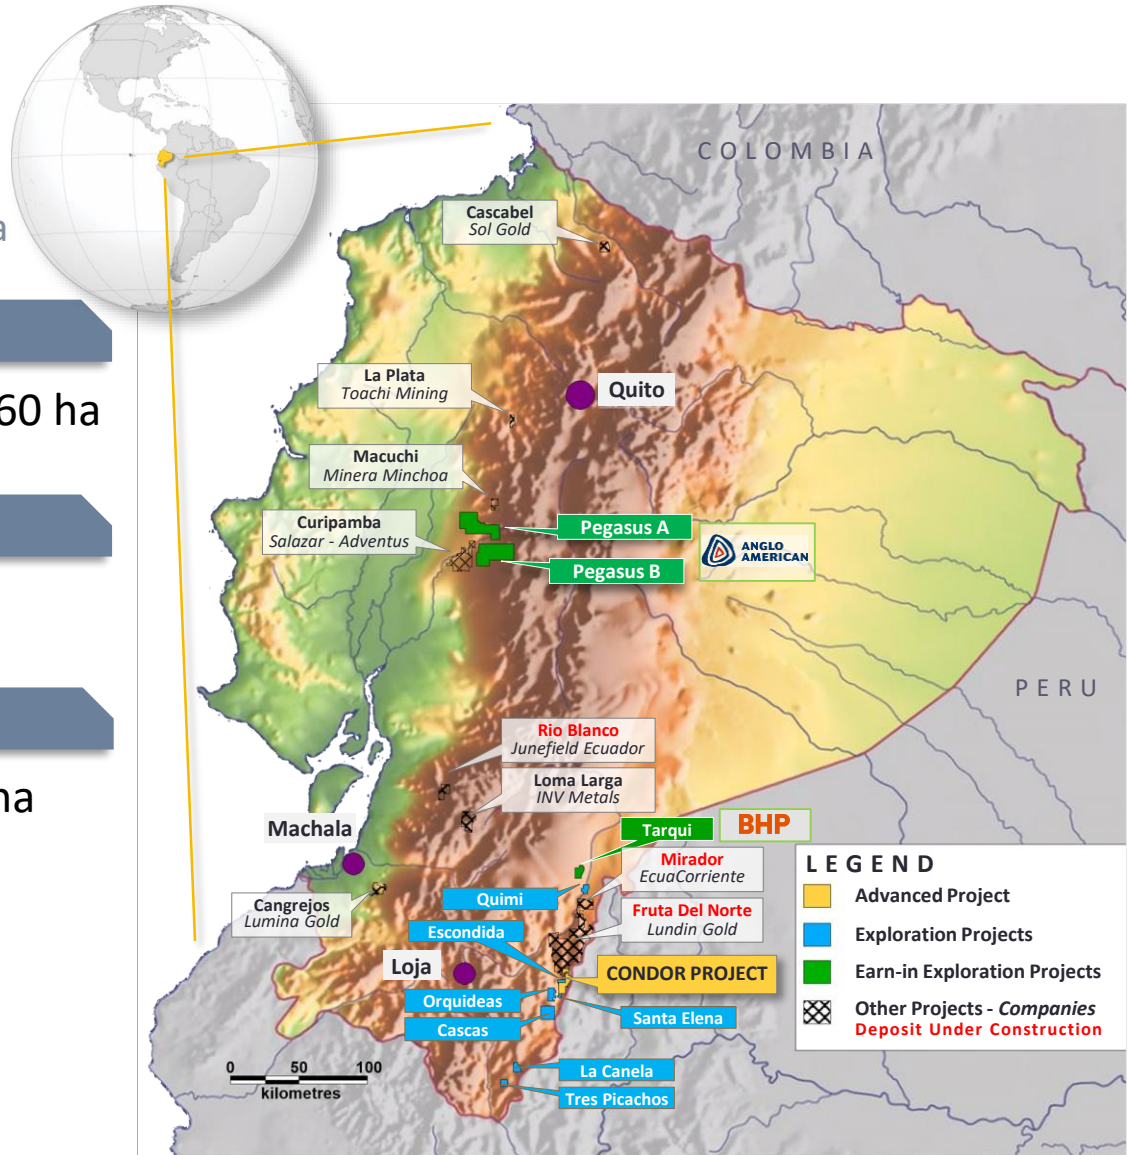 a
60 ha
ha
COLOMBIA
Cascabel
Sol Gold
La Plata
Toachi Mining
Quito
Macuchi
Minera Minchoa
Curipamba
Salazar - Adventus
Pegasus A
Pegasus B
ANGLO
AMERICAN
PERU
Rio Blanco
Junefield Ecuador
Loma Larga
INV Metals
Machala
Tarqui
BHP
Mirador
EcuaCorriente
Cangrejos
Lumina Gold
Quimi
Fruta Del Norte
Lundin Gold
Escondida
Loja
CONDOR PROJECT
Orquideas
Santa Elena
Cascas
La Canela
Tres Picachos
0 50 100
kilometres
LEGEND
Advanced Project
Exploration Projects
Earn-in Exploration Projects
Other Projects - Companies
Deposit Under Construction